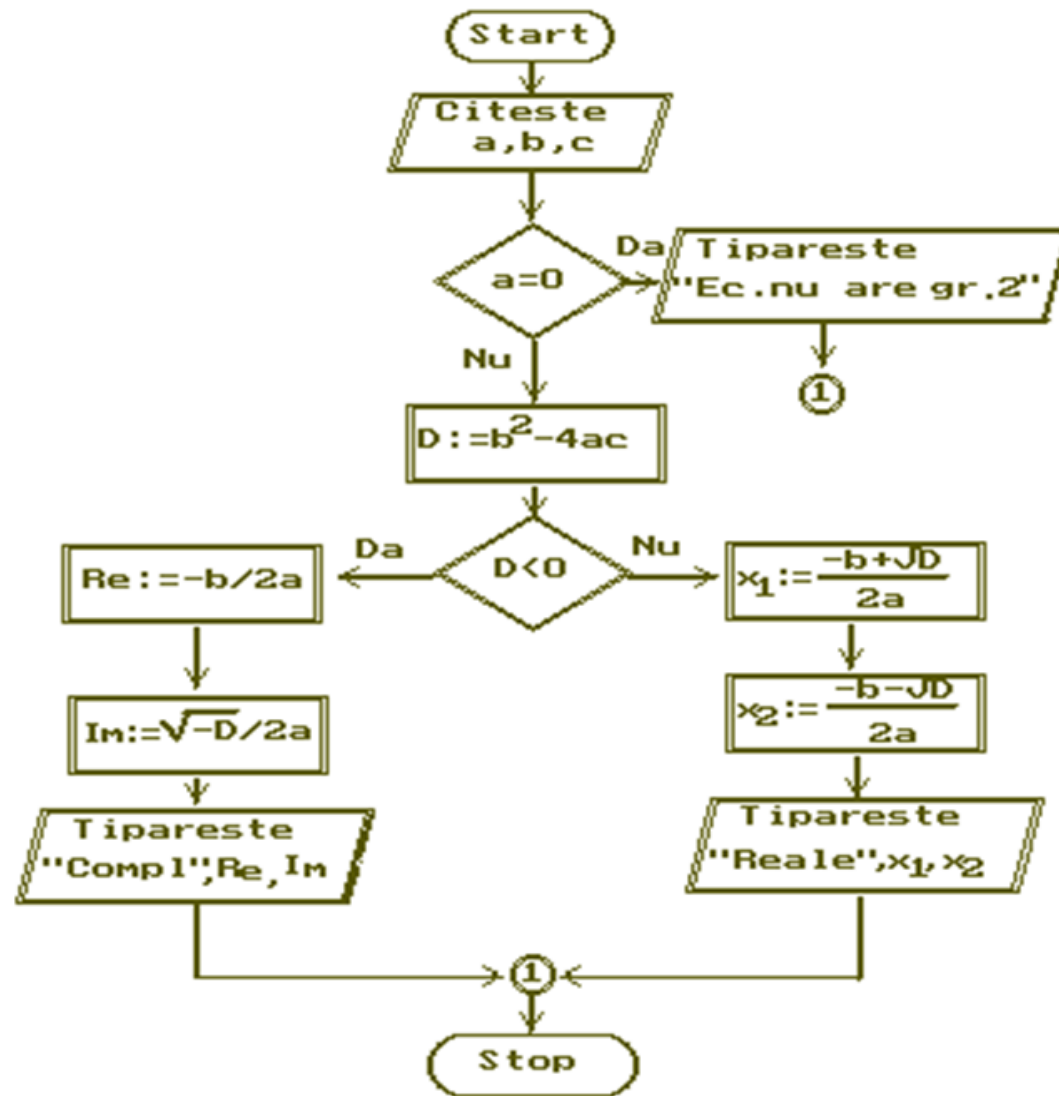 Start
Citeste
a,b,c
a=0
Da
Tipareste
"Ec.nu are gr.2"
1
Nu
D:=b²-4ac
D<0
Da
Re:=-b/2a
Im:=√-D/2a
Tipareste
"Compl",Re,Im
Nu
x₁:=-b+√D
2a
x₂:=-b-√D
2a
Tipareste
"Reale",x₁,x₂
1
Stop